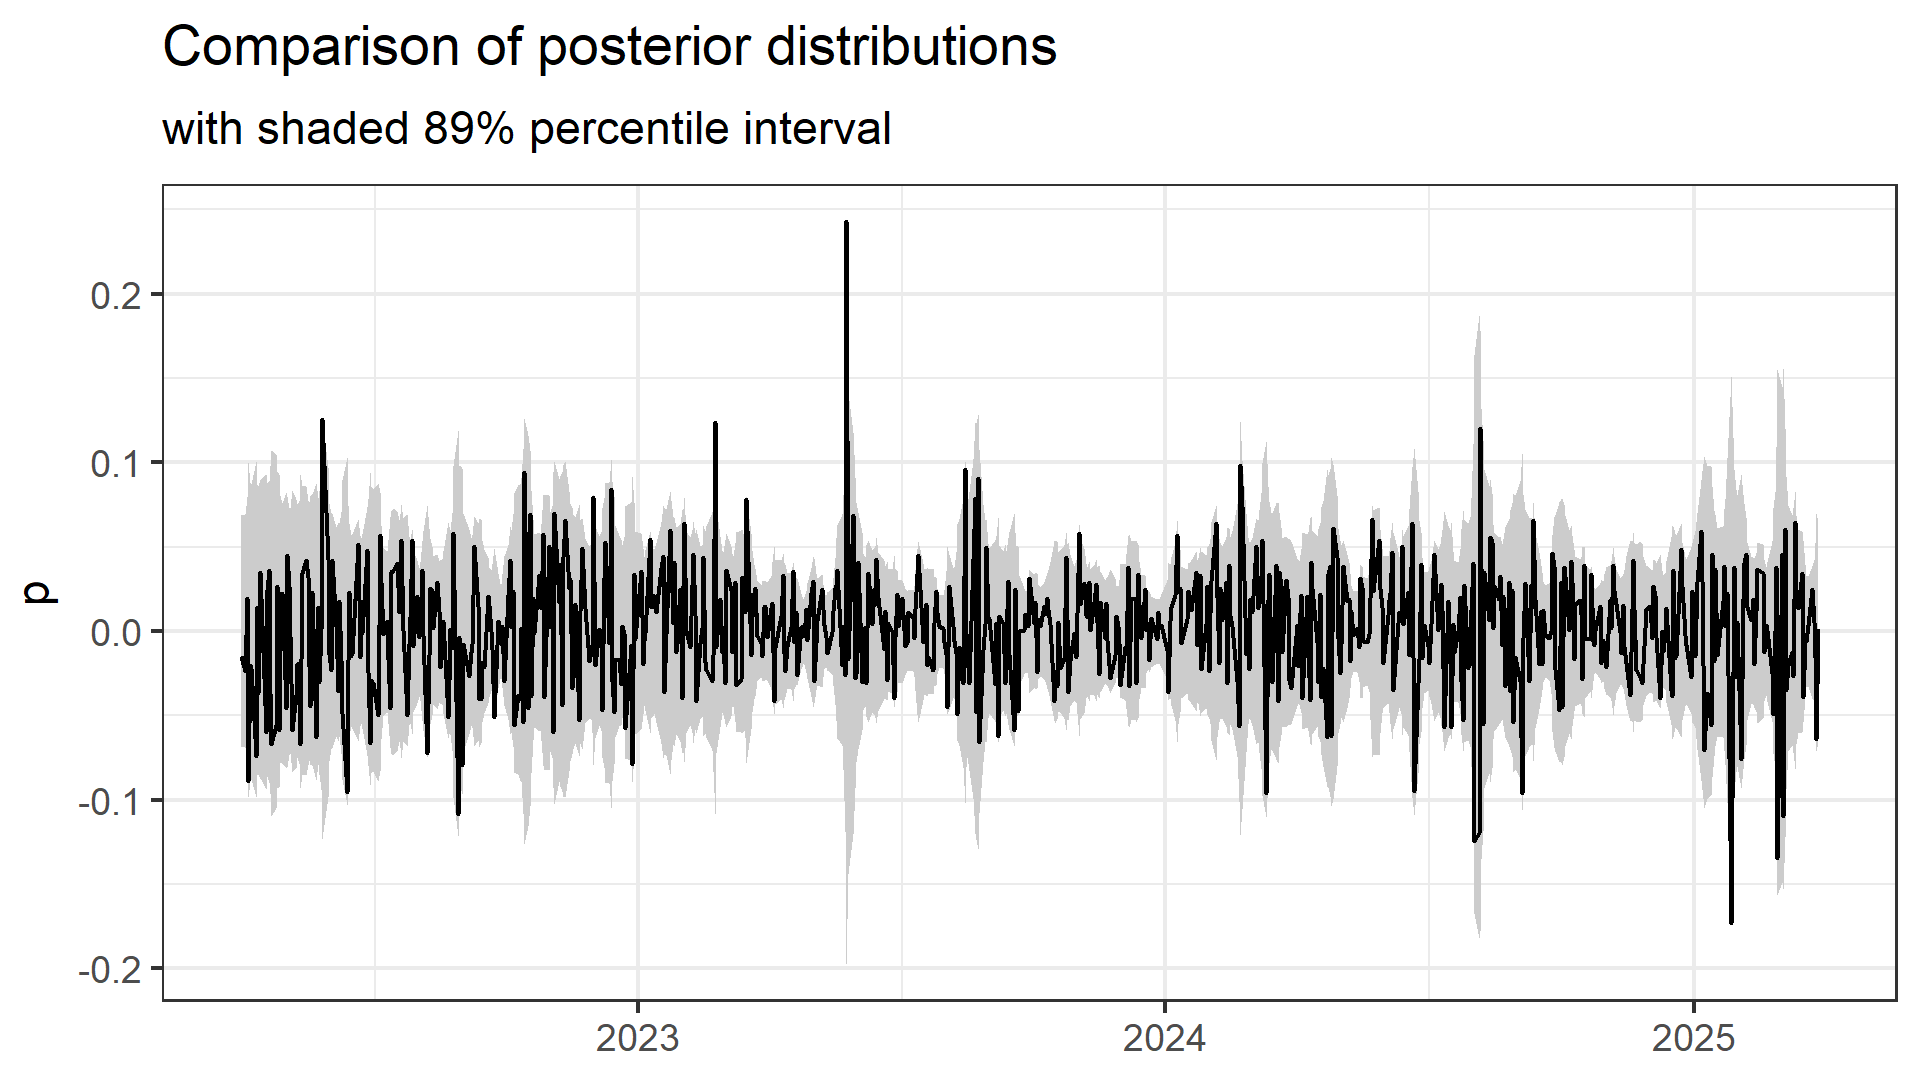 Comparison of posterior distributions
with shaded 89% percentile interval
p
0.2
0.1
0.0
-0.1
-0.2
2023
2024
2025